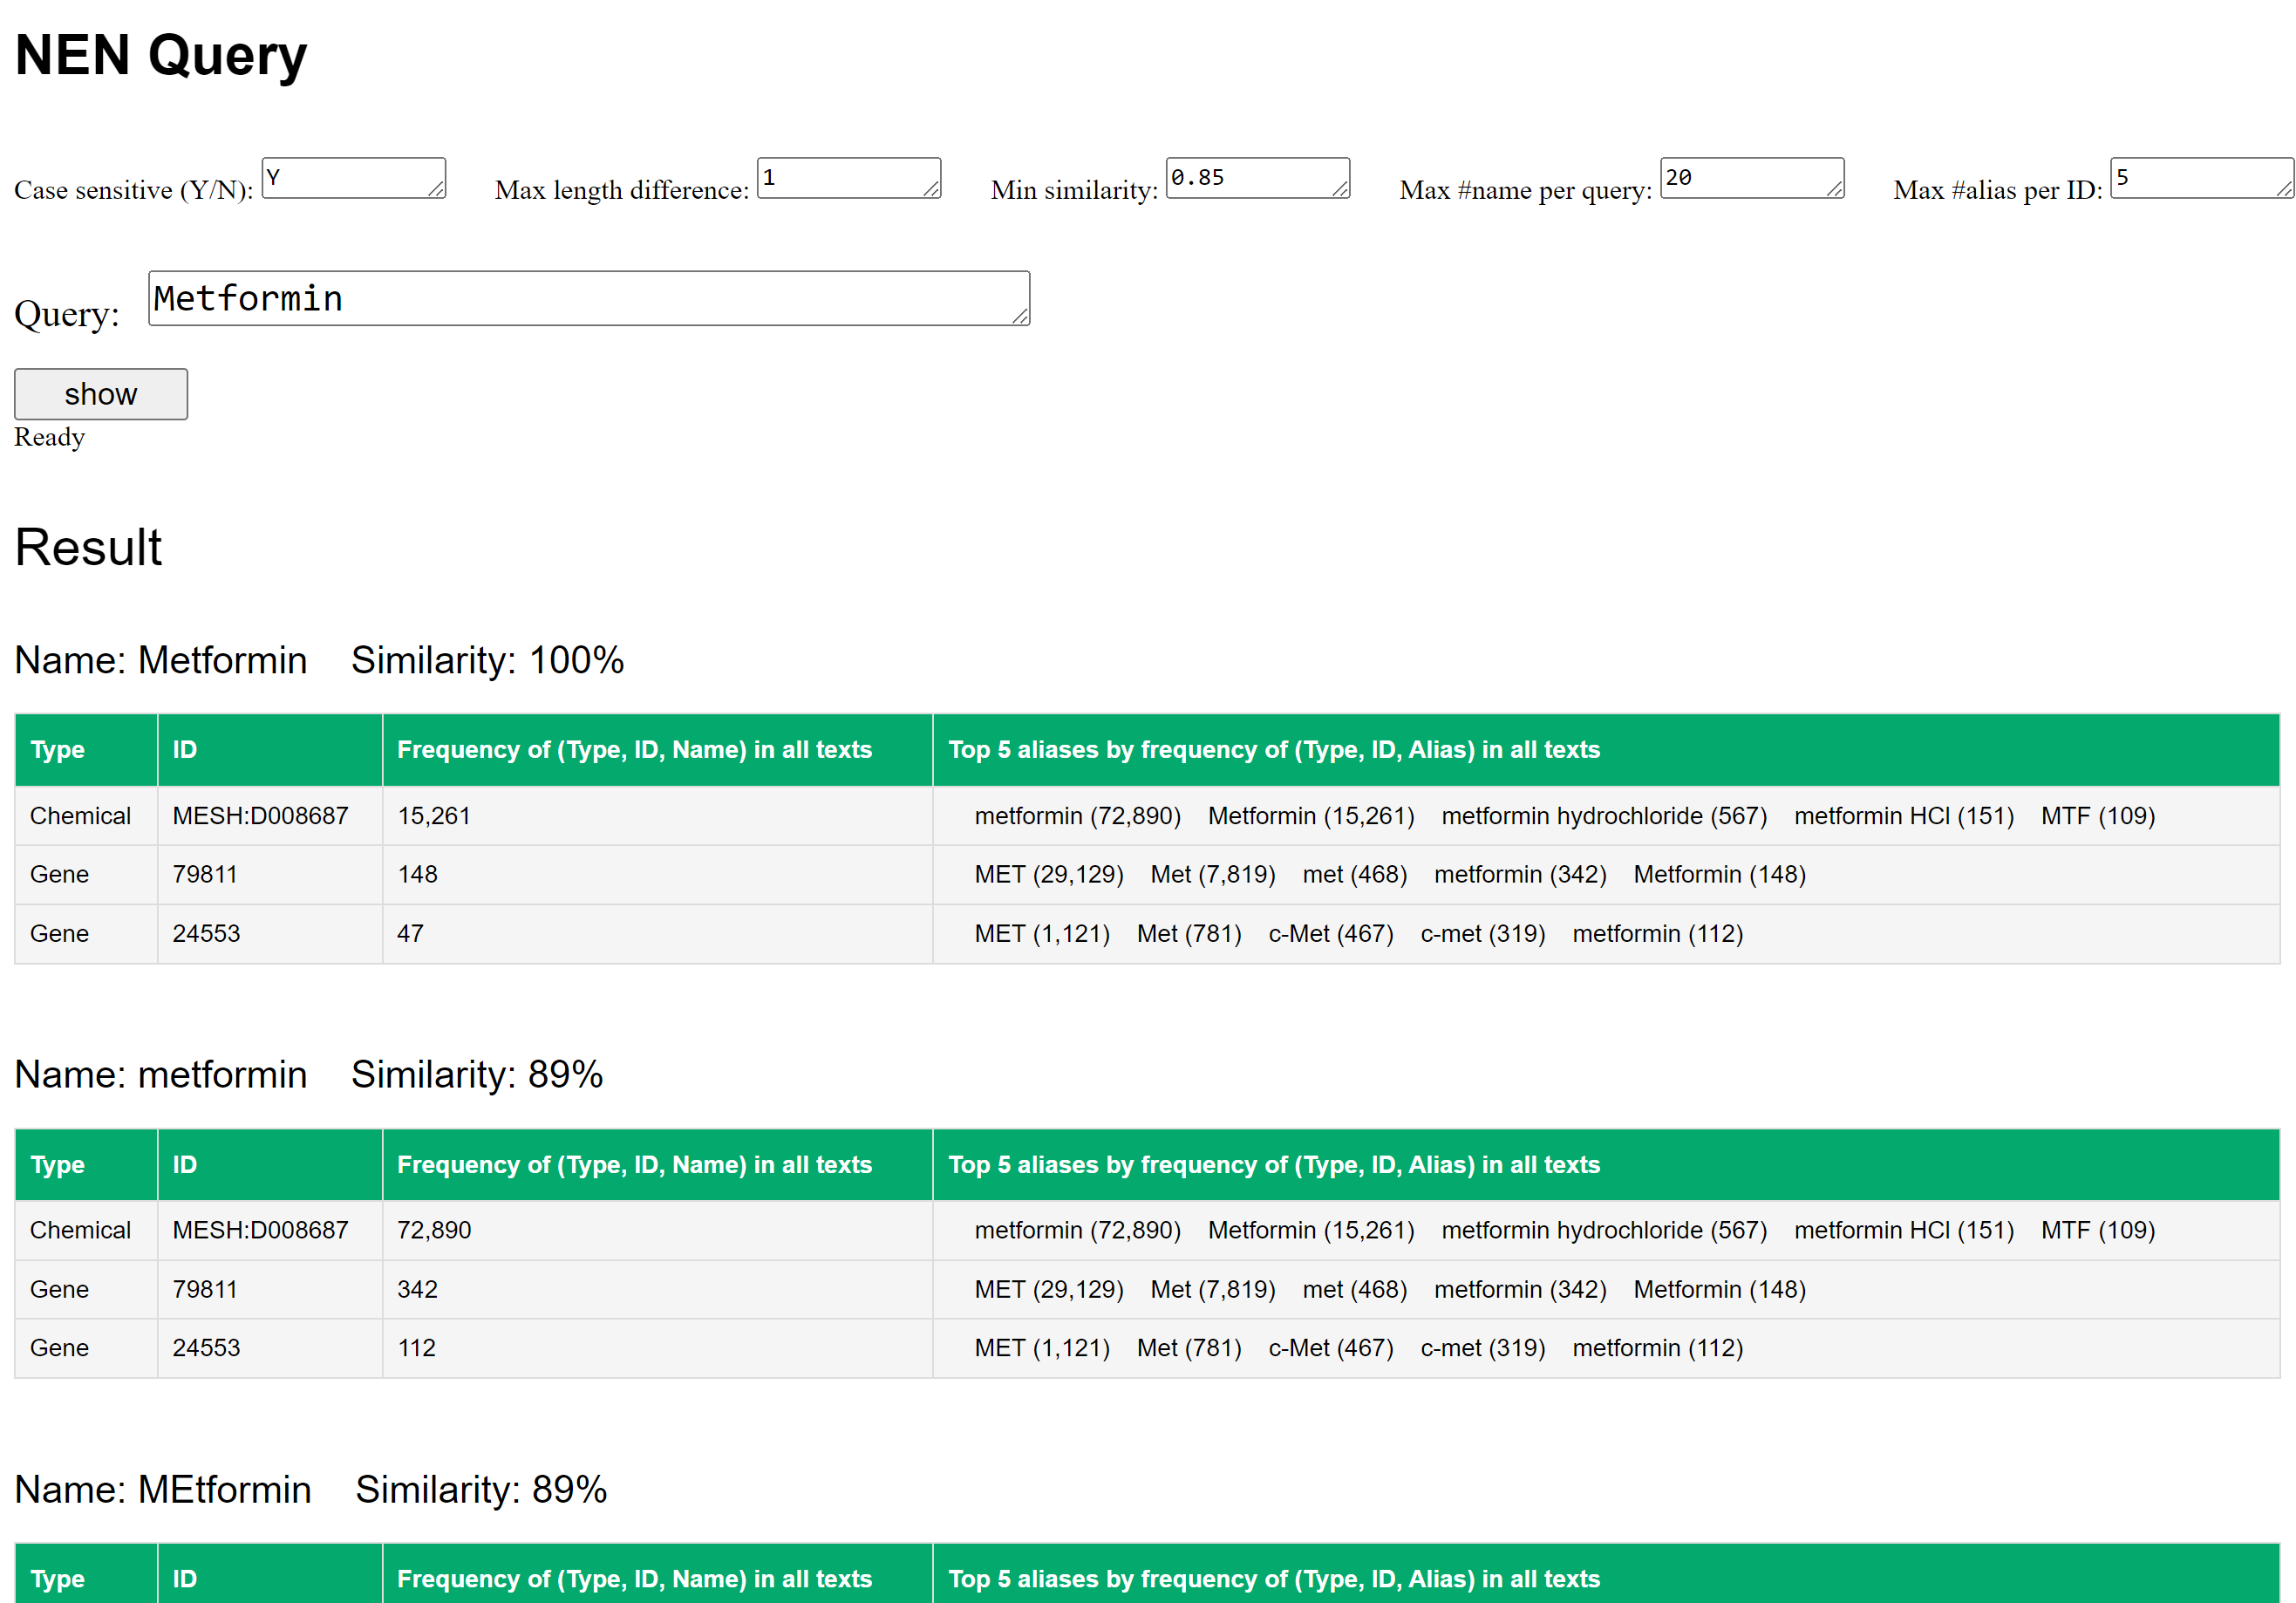 NEN Query
Case sensitive (Y/N): Y Max length difference: 1 Min similarity: 0.85 Max #name per query: 20 Max #alias per ID: 5
Query: Metformin
show
Ready
Result
Name: Metformin Similarity: 100%
Type ID Frequency of (Type, ID, Name) in all texts Top 5 aliases by frequency of (Type, ID, Alias) in all texts
Chemical MESH:D008687 15,261 metformin (72,890) Metformin (15,261) metformin hydrochloride (567) metformin HCl (151) MTF (109)
Gene 79811 148 MET (29,129) Met (7,819) met (468) metformin (342) Metformin (148)
Gene 24553 47 MET (1,121) Met (781) c-Met (467) c-met (319) metformin (112)
Name: metformin Similarity: 89%
Type ID Frequency of (Type, ID, Name) in all texts Top 5 aliases by frequency of (Type, ID, Alias) in all texts
Chemical MESH:D008687 72,890 metformin (72,890) Metformin (15,261) metformin hydrochloride (567) metformin HCl (151) MTF (109)
Gene 79811 342 MET (29,129) Met (7,819) met (468) metformin (342) Metformin (148)
Gene 24553 112 MET (1,121) Met (781) c-Met (467) c-met (319) metformin (112)
Name: MEtformin Similarity: 89%
Type ID Frequency of (Type, ID, Name) in all texts Top 5 aliases by frequency of (Type, ID, Alias) in all texts